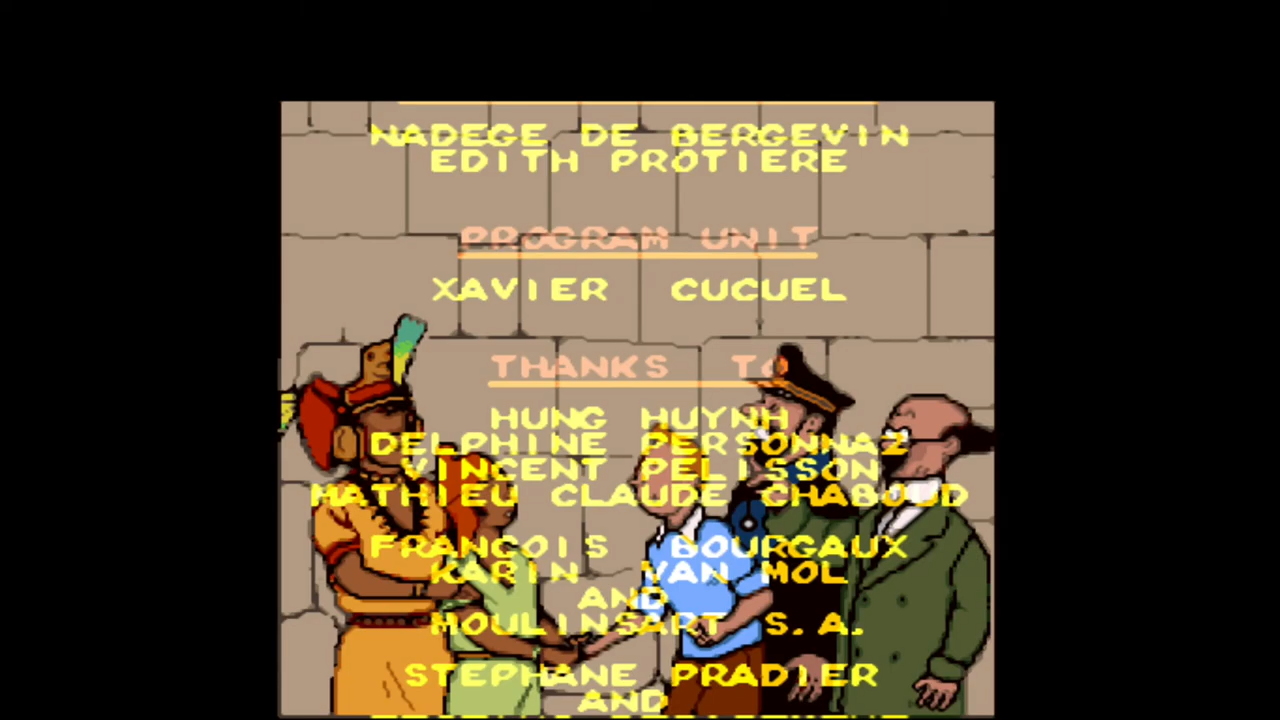 NADEGE DE BERGEVIN
EDITH PROTIERE
PROGRAM UNIT
XAVIER CUCUEL
THANKS TO
HUNG HUYNH
DELPHINE PERSONNAZ
VINCENT PELISSON
MATHIEU CLAUDE CHABOUD
FRANCOIS BOURGAUX
KARIN VAN MOL
AND
MOULINSART S.A.
STEPHANE PRADIER
AND